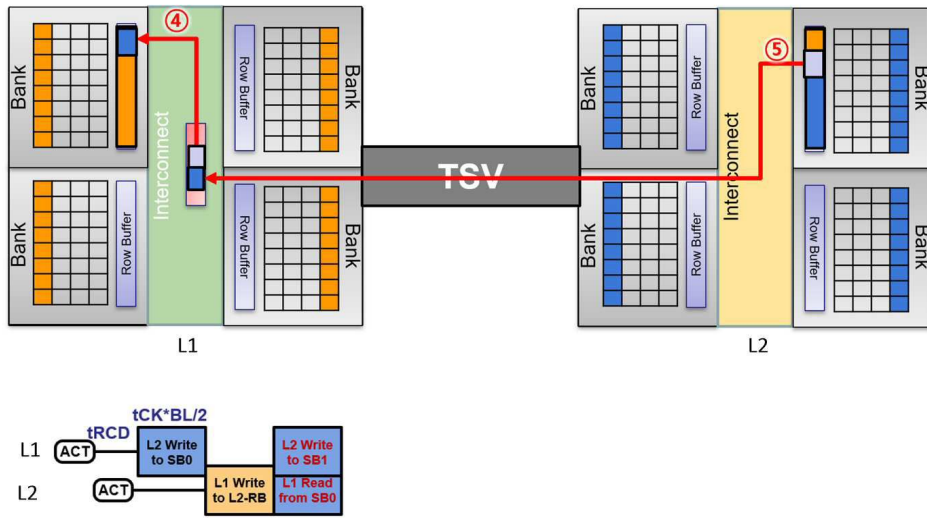 ④
⑤
Bank
Row Buffer
Bank
Bank
Row Buffer
Bank
Interconnect
Interconnect
TSV
Bank
Row Buffer
Row Buffer
Bank
Bank
Row Buffer
Row Buffer
Bank
L1
L2
tCK*BL/2
tRCD
L1
ACT
L2 Write
to SB0
L2 Write
to SB1
L2
ACT
L1 Write
to L2-RB
L1 Read
from SB0